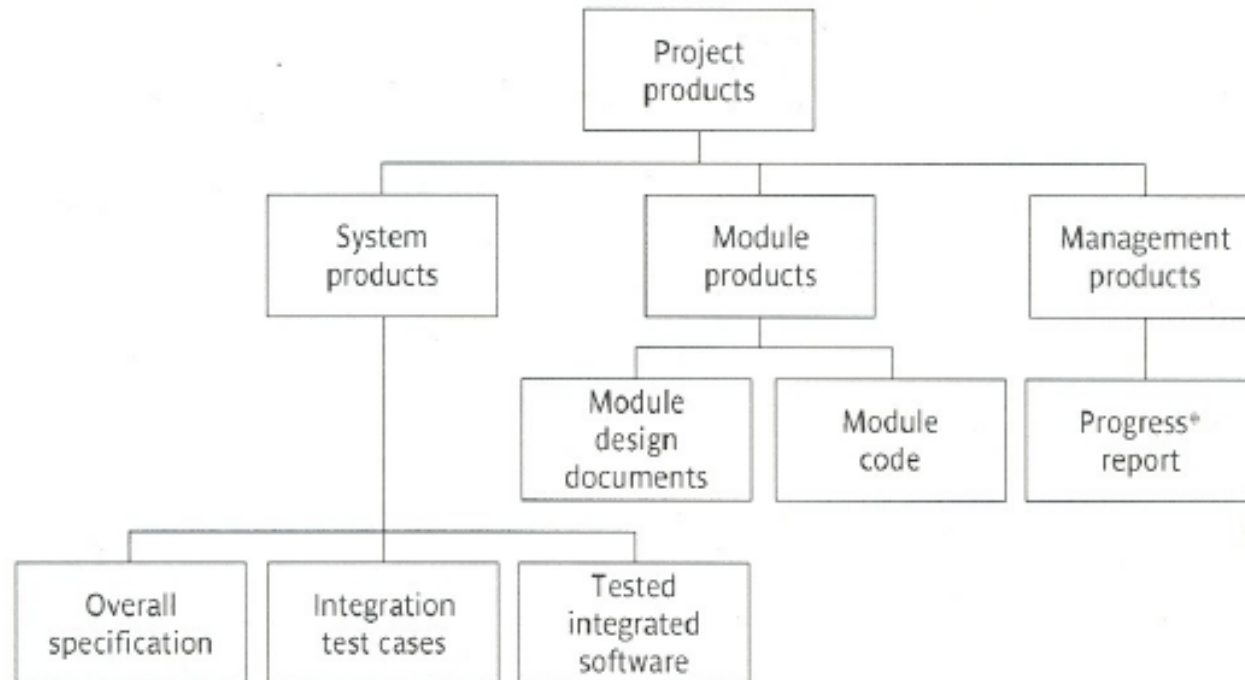 Project
products
System
products
Module
products
Management
products
Module
design
documents
Module
code
Progress*
report
Overall
specification
Integration
test cases
Tested
integrated
software